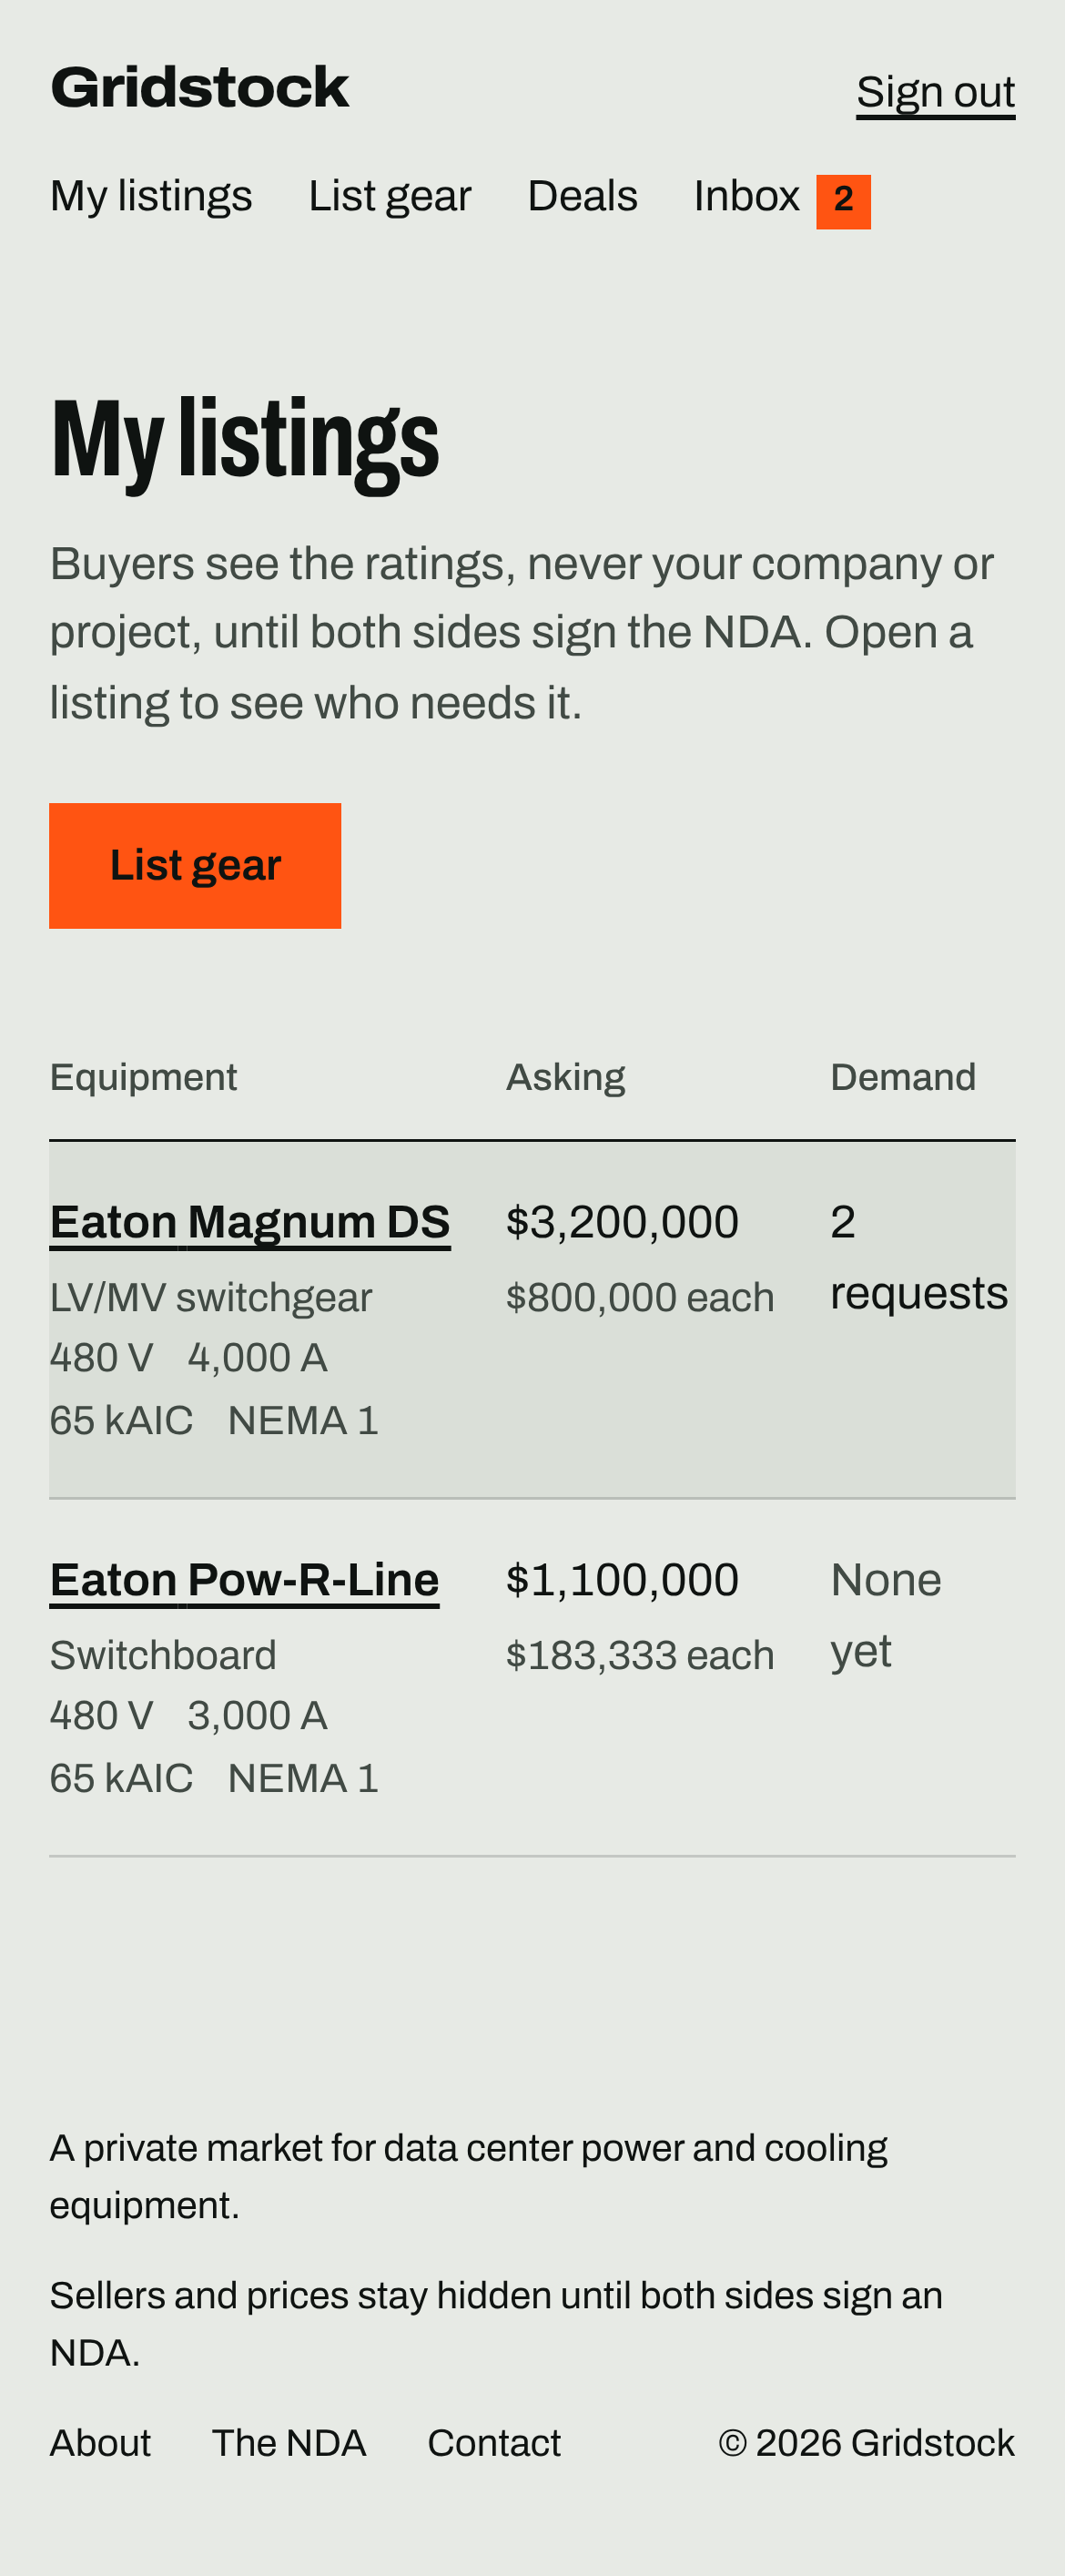 Gridstock
Sign out
My listings List gear Deals Inbox 2
My listings
Buyers see the ratings, never your company or
project, until both sides sign the NDA. Open a
listing to see who needs it.
List gear
Equipment Asking Demand
Eaton Magnum DS $3,200,000 2
LV/MV switchgear $800,000 each requests
480 V 4,000 A
65 kAIC NEMA 1
Eaton Pow-R-Line $1,100,000 None
Switchboard $183,333 each yet
480 V 3,000 A
65 kAIC NEMA 1
A private market for data center power and cooling
equipment.
Sellers and prices stay hidden until both sides sign an
NDA.
About The NDA Contact © 2026 Gridstock